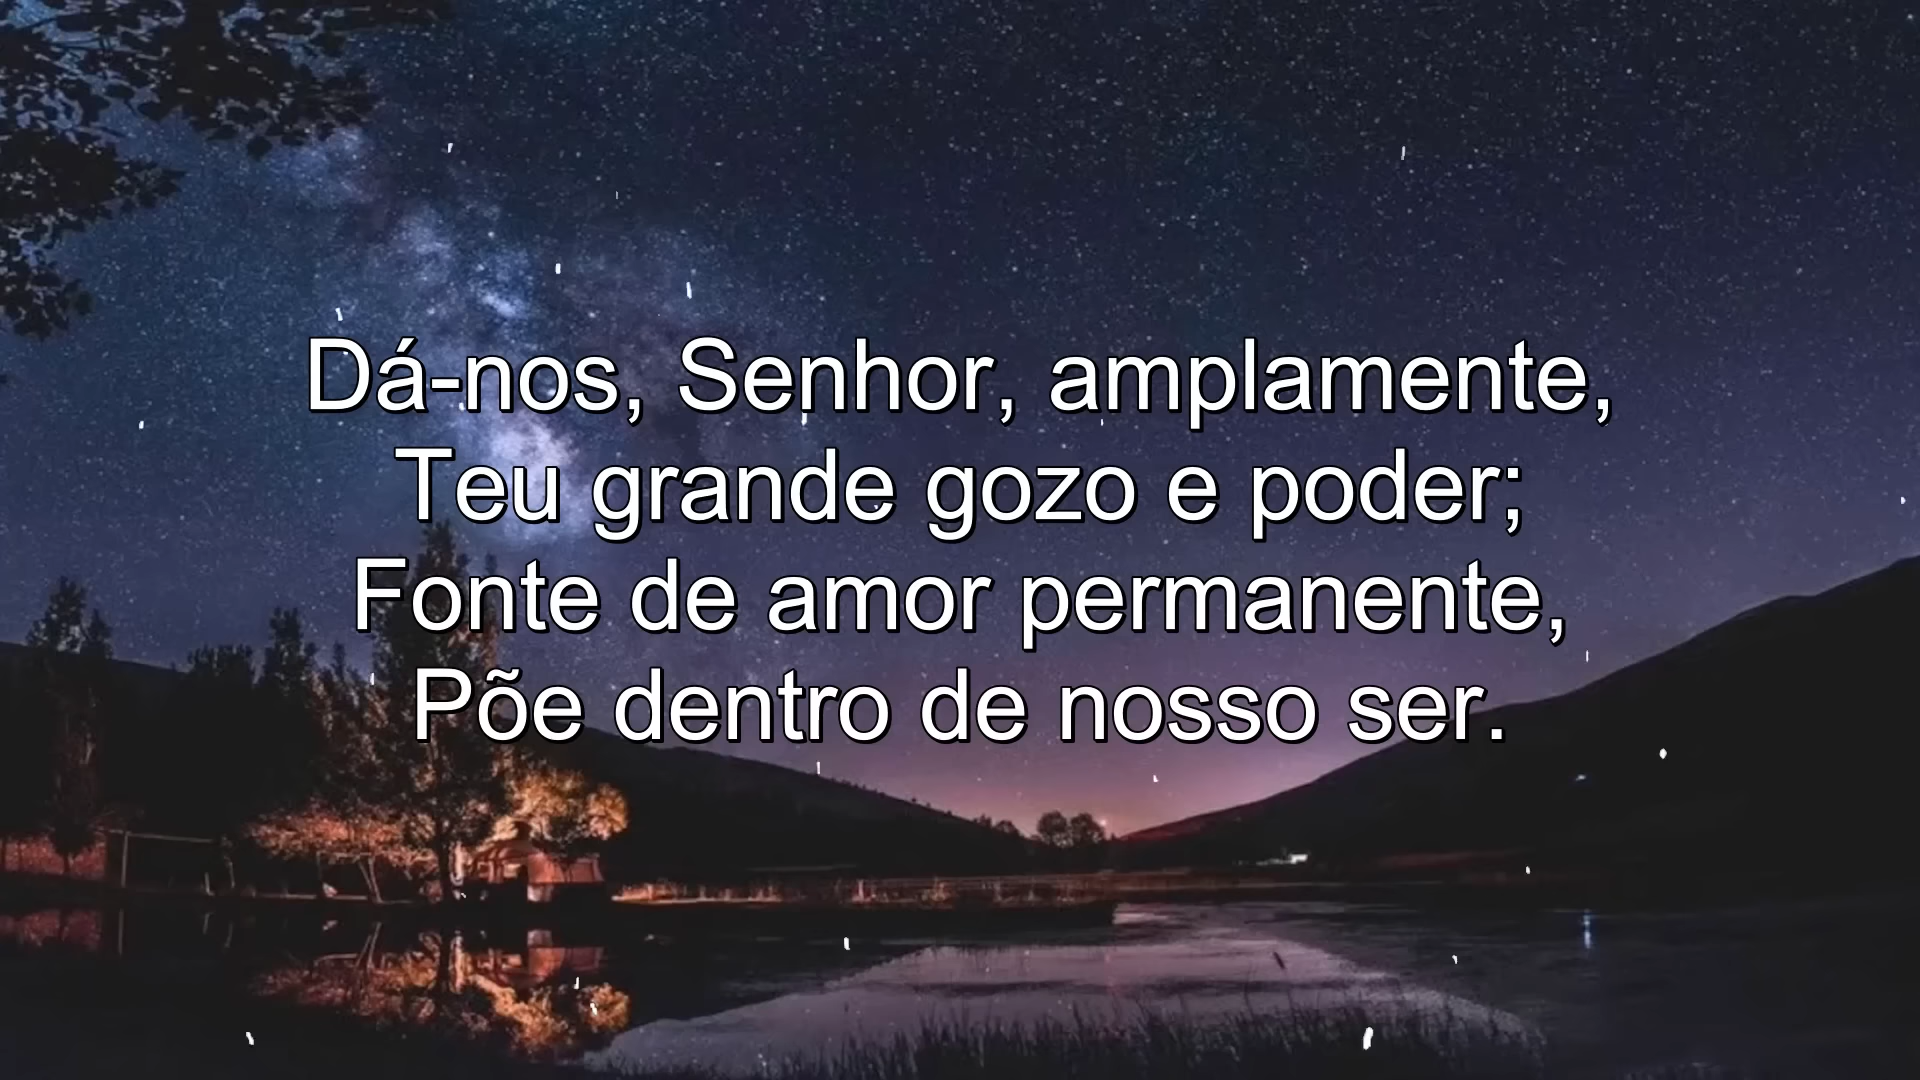 Dá-nos, Senhor, amplamente,
Teu grande gozo e poder;
Fonte de amor permanente,
Põe dentro de nosso ser.